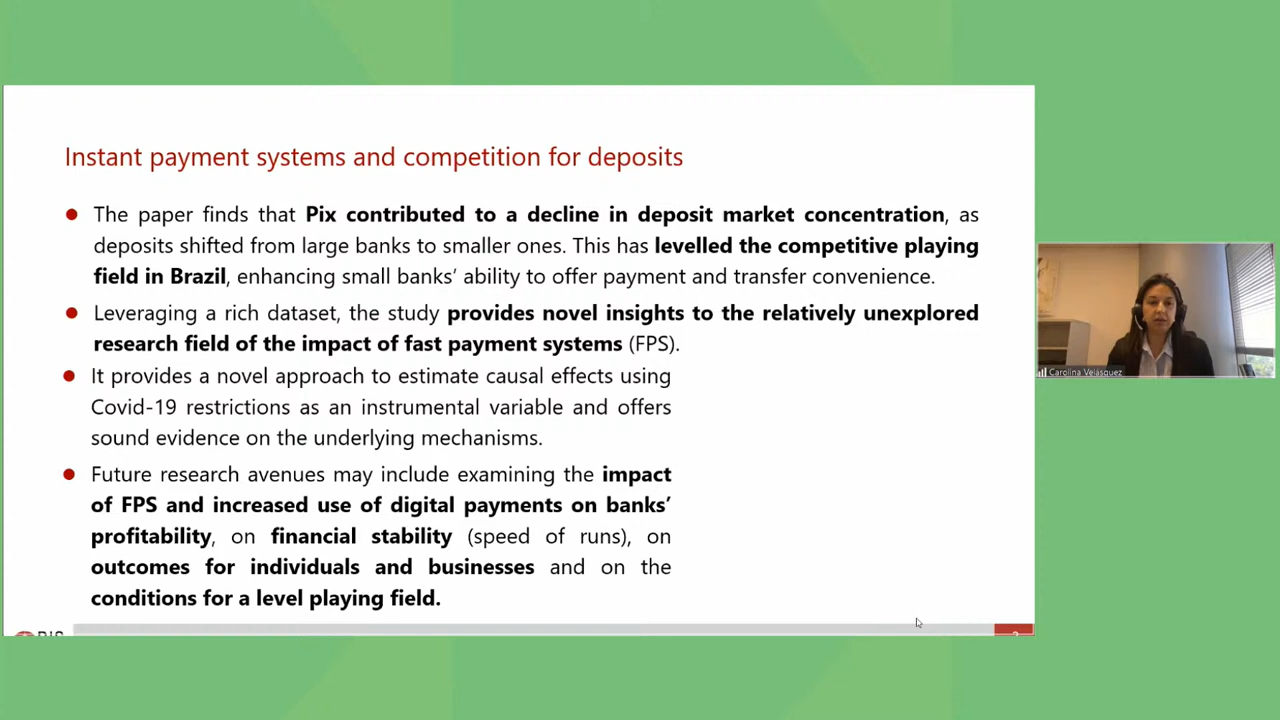 Instant payment systems and competition for deposits
The paper finds that Pix contributed to a decline in deposit market concentration, as
deposits shifted from large banks to smaller ones. This has levelled the competitive playing
field in Brazil, enhancing small banks’ ability to offer payment and transfer convenience.
Leveraging a rich dataset, the study provides novel insights to the relatively unexplored
research field of the impact of fast payment systems (FPS).
It provides a novel approach to estimate causal effects using
Covid-19 restrictions as an instrumental variable and offers
sound evidence on the underlying mechanisms.
Future research avenues may include examining the impact
of FPS and increased use of digital payments on banks’
profitability, on financial stability (speed of runs), on
outcomes for individuals and businesses and on the
conditions for a level playing field.
Carolina Velásquez